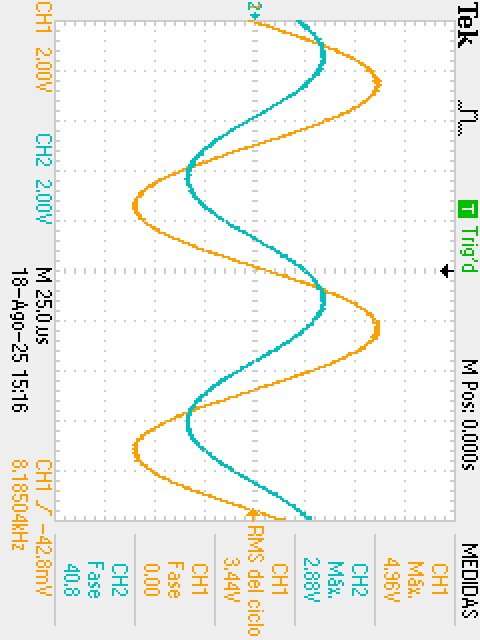 Tek
T Trig'd
M Pos: 0.000s
MEDIDAS
CH1
Máx.
4.96V
CH2
Máx.
2.88V
CH1
RMS del ciclo
3.44V
CH1
Fase
0.00
CH2
Fase
40.8
2
CH1 2.00V
CH2 2.00V
M 25.0us
CH1 / -42.8mV
18-Ago-25 15:16
8.18504kHz